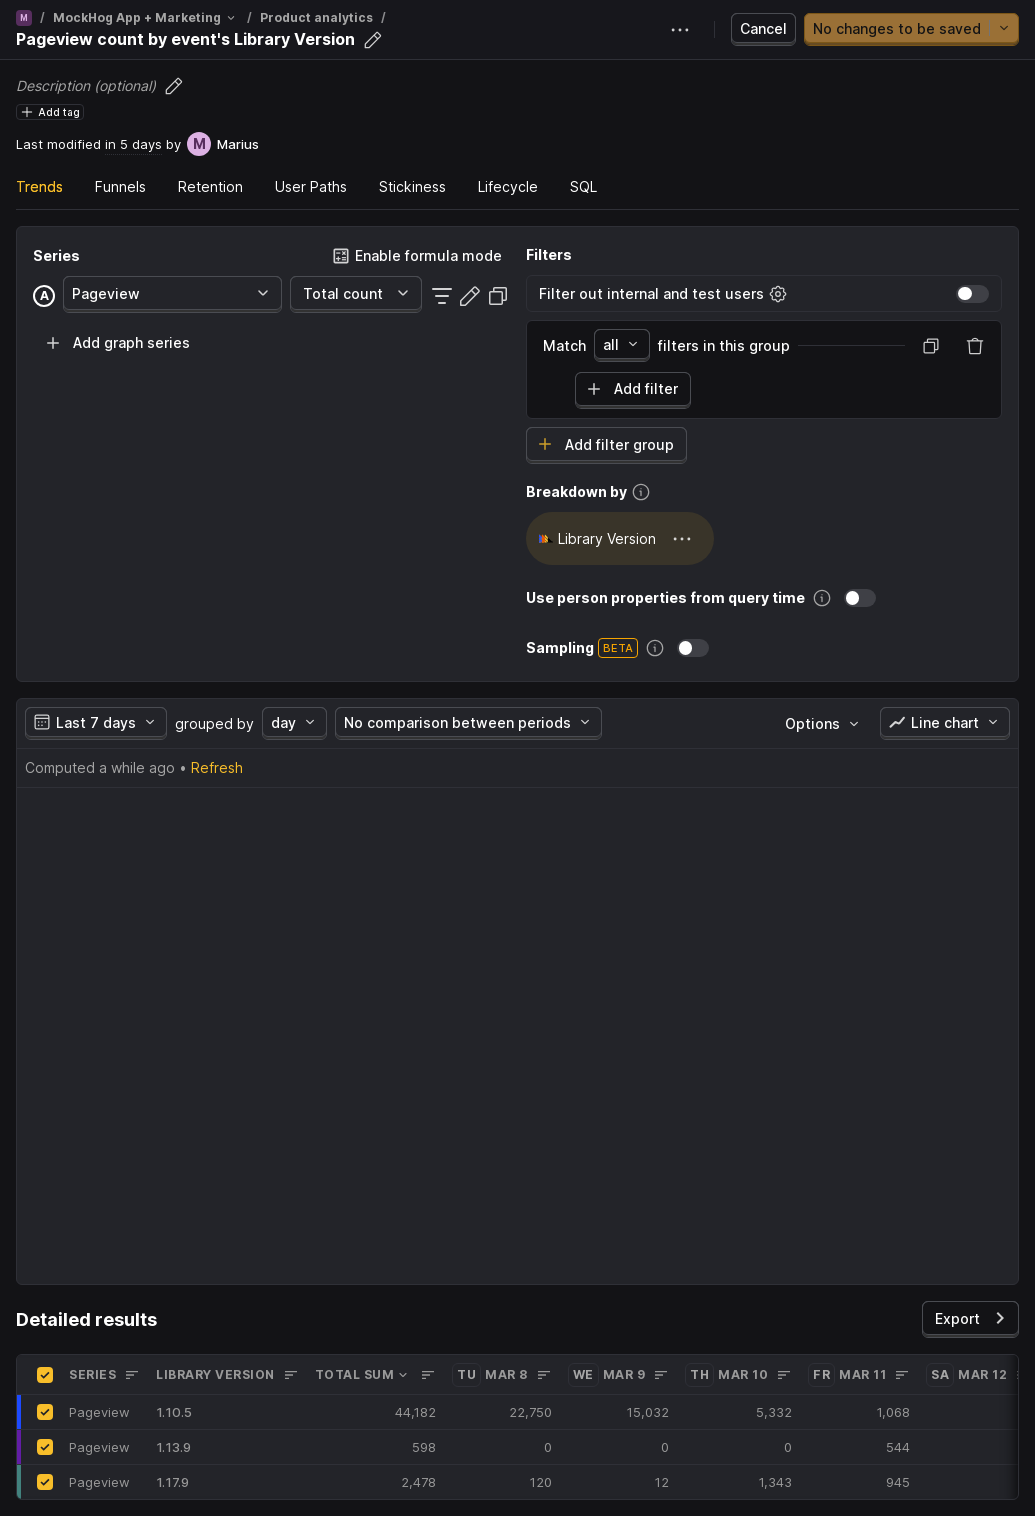 M / MockHog App + Marketing / Product analytics /
Pageview count by event's Library Version
Cancel
No changes to be saved
Description (optional)
Add tag
Last modified in 5 days by M Marius
Trends Funnels Retention User Paths Stickiness Lifecycle SQL
Series Enable formula mode
A Pageview Total count
Add graph series
Filters
Filter out internal and test users
Match all filters in this group
Add filter
Add filter group
Breakdown by
Library Version
Use person properties from query time
Sampling BETA
Last 7 days grouped by day No comparison between periods Options Line chart
Computed a while ago • Refresh
Detailed results Export
SERIES LIBRARY VERSION TOTAL SUM TU MAR 8 WE MAR 9 TH MAR 10 FR MAR 11 SA MAR 12
Pageview 1.10.5 44,182 22,750 15,032 5,332 1,068
Pageview 1.13.9 598 0 0 0 544
Pageview 1.17.9 2,478 120 12 1,343 945